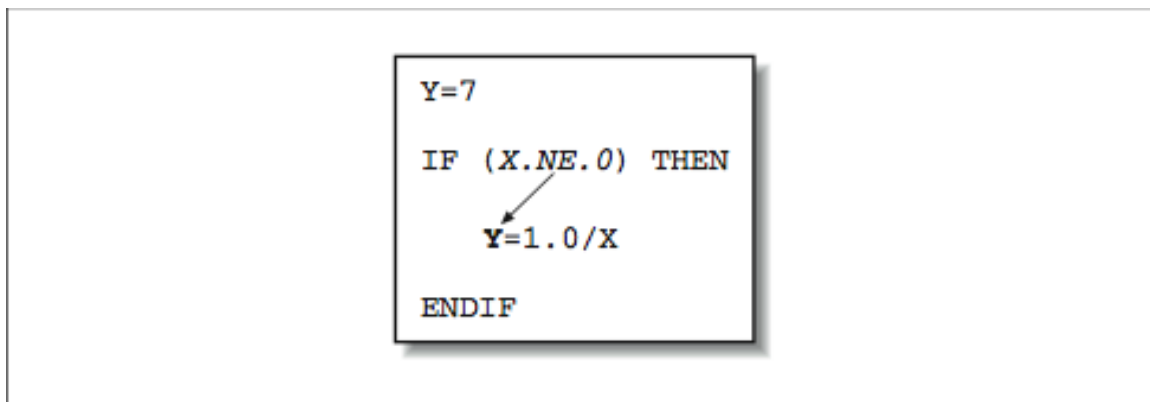 Y=7
IF (X.NE.0) THEN
Y=1.0/X
ENDIF